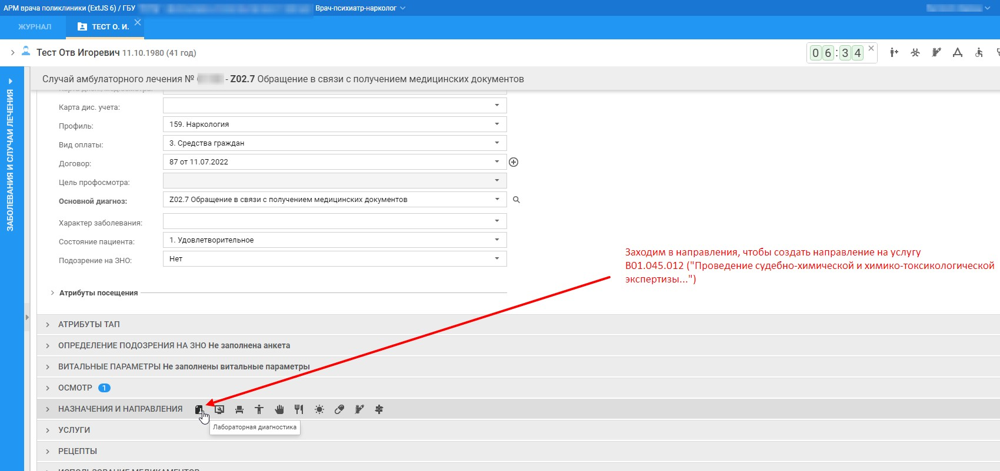 АРМ врача поликлиники (ExtJS 6) / ГБУ
Врач-психиатр-нарколог
ЖУРНАЛ
ТЕСТ О. И.
Тест Отв Игоревич 11.10.1980 (41 год)
06:34
Случай амбулаторного лечения № - Z02.7 Обращение в связи с получением медицинских документов
ЗАБОЛЕВАНИЯ И СЛУЧАИ ЛЕЧЕНИЯ
Карта дис. учета:
Профиль: 159. Наркология
Вид оплаты: 3. Средства граждан
Договор: 87 от 11.07.2022
Цель профосмотра:
Основной диагноз: Z02.7 Обращение в связи с получением медицинских документов
Характер заболевания:
Состояние пациента: 1. Удовлетворительное
Подозрение на ЗНО: Нет
Заходим в направления, чтобы создать направление на услугу
B01.045.012 ("Проведение судебно-химической и химико-токсикологической
экспертизы...")
Атрибуты посещения
АТРИБУТЫ ТАП
ОПРЕДЕЛЕНИЕ ПОДОЗРЕНИЯ НА ЗНО Не заполнена анкета
ВИТАЛЬНЫЕ ПАРАМЕТРЫ Не заполнены витальные параметры
ОСМОТР 1
НАЗНАЧЕНИЯ И НАПРАВЛЕНИЯ
Лабораторная диагностика
УСЛУГИ
РЕЦЕПТЫ
ИСПОЛЬЗОВАНИЕ МЕДИКАМЕНТОВ